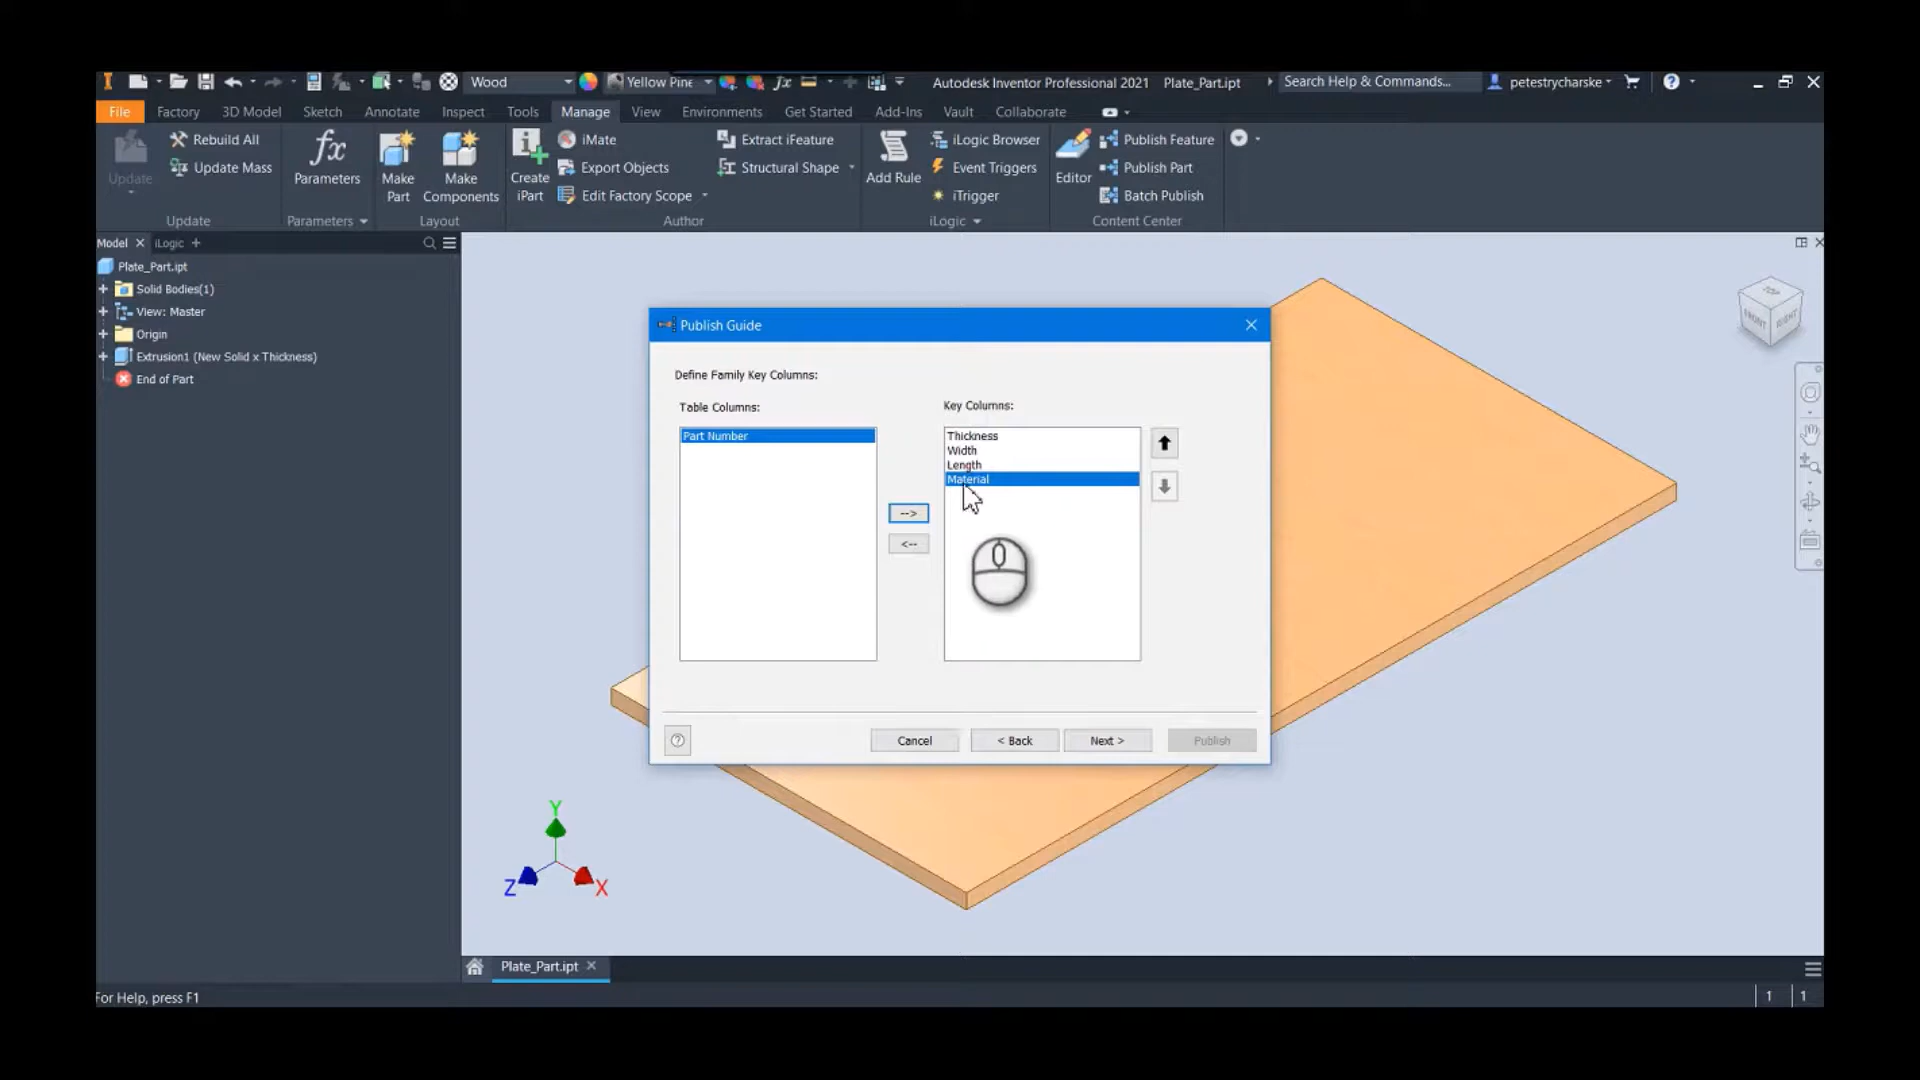 Wood
Yellow Pine
fx
Autodesk Inventor Professional 2021 Plate_Part.ipt
Search Help & Commands...
petestrycharske
File Factory 3D Model Sketch Annotate Inspect Tools Manage View Environments Get Started Add-Ins Vault Collaborate
Update
Rebuild All
Update Mass
Update
fx
Parameters
Parameters
Make
Part
Make
Components
Layout
Create
iPart
iMate
Export Objects
Edit Factory Scope
Extract iFeature
Structural Shape
Author
Add Rule
iLogic Browser
Event Triggers
iTrigger
iLogic
Editor
Publish Feature
Publish Part
Batch Publish
Content Center
Model iLogic +
Plate_Part.ipt
Solid Bodies(1)
View: Master
Origin
Extrusion1 (New Solid x Thickness)
End of Part
TOP
FRONT
RIGHT
Publish Guide
Define Family Key Columns:
Table Columns:
Part Number
-->
<--
Key Columns:
Thickness
Width
Length
Material
?
Cancel
< Back
Next >
Publish
Y
Z
X
Plate_Part.ipt
For Help, press F1
1 1